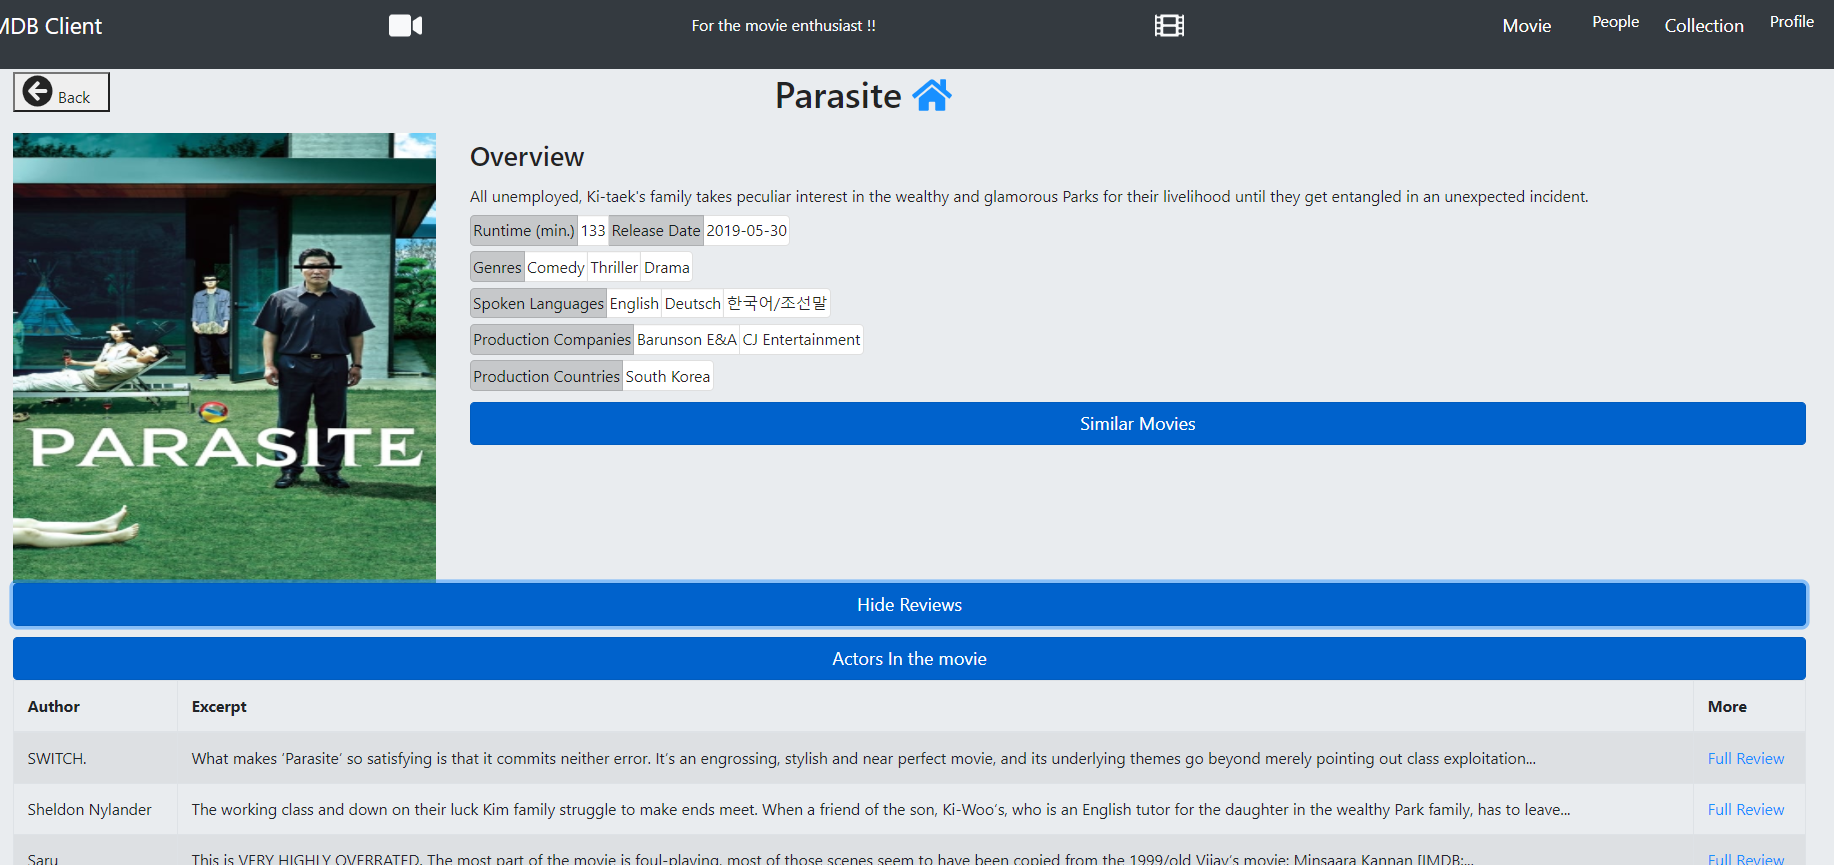 MDB Client For the movie enthusiast !! Movie People Collection Profile
Back
Parasite
Overview
All unemployed, Ki-taek's family takes peculiar interest in the wealthy and glamorous Parks for their livelihood until they get entangled in an unexpected incident.
Runtime (min.) 133 Release Date 2019-05-30
Genres Comedy Thriller Drama
Spoken Languages English Deutsch 한국어/조선말
Production Companies Barunson E&A CJ Entertainment
Production Countries South Korea
Similar Movies
PARASITE
Hide Reviews
Actors In the movie
Author Excerpt More
SWITCH. What makes ‘Parasite’ so satisfying is that it commits neither error. It’s an engrossing, stylish and near perfect movie, and its underlying themes go beyond merely pointing out class exploitation... Full Review
Sheldon Nylander The working class and down on their luck Kim family struggle to make ends meet. When a friend of the son, Ki-Woo’s, who is an English tutor for the daughter in the wealthy Park family, has to leave... Full Review
Saru This is VERY HIGHLY OVERRATED. The most part of the movie is foul-playing, most of those scenes seem to have been copied from the 1999/old Vijay’s movie: Minsaara Kannan [IMDB:... Full Review